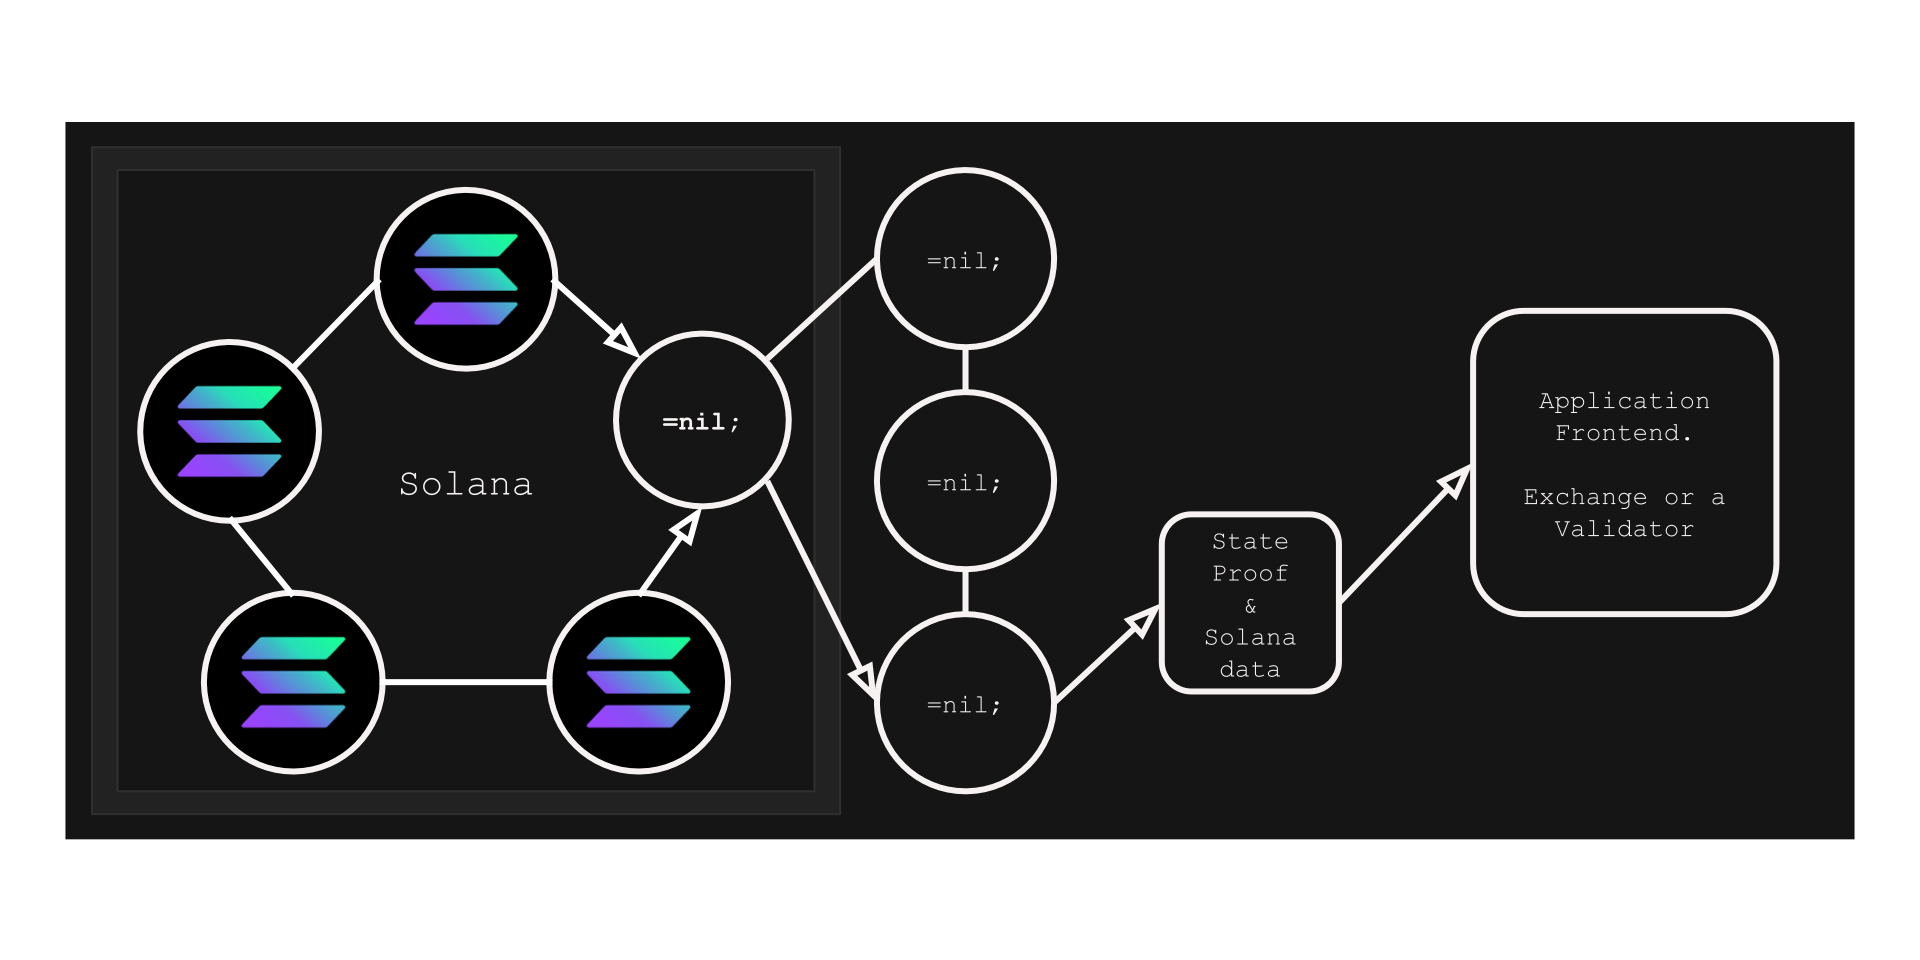 Solana
=nil;
=nil;
=nil;
=nil;
State
Proof
&
Solana
data
Application
Frontend.
Exchange or a
Validator